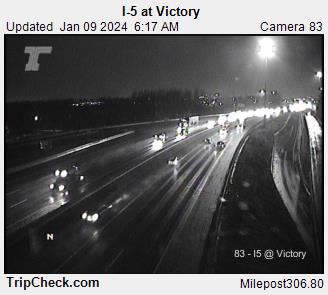 I-5 at Victory
Updated  Jan 09 2024  6:17 AM
Camera 83
T
N
83 - I5 @ Victory
TripCheck.com
Milepost306.80